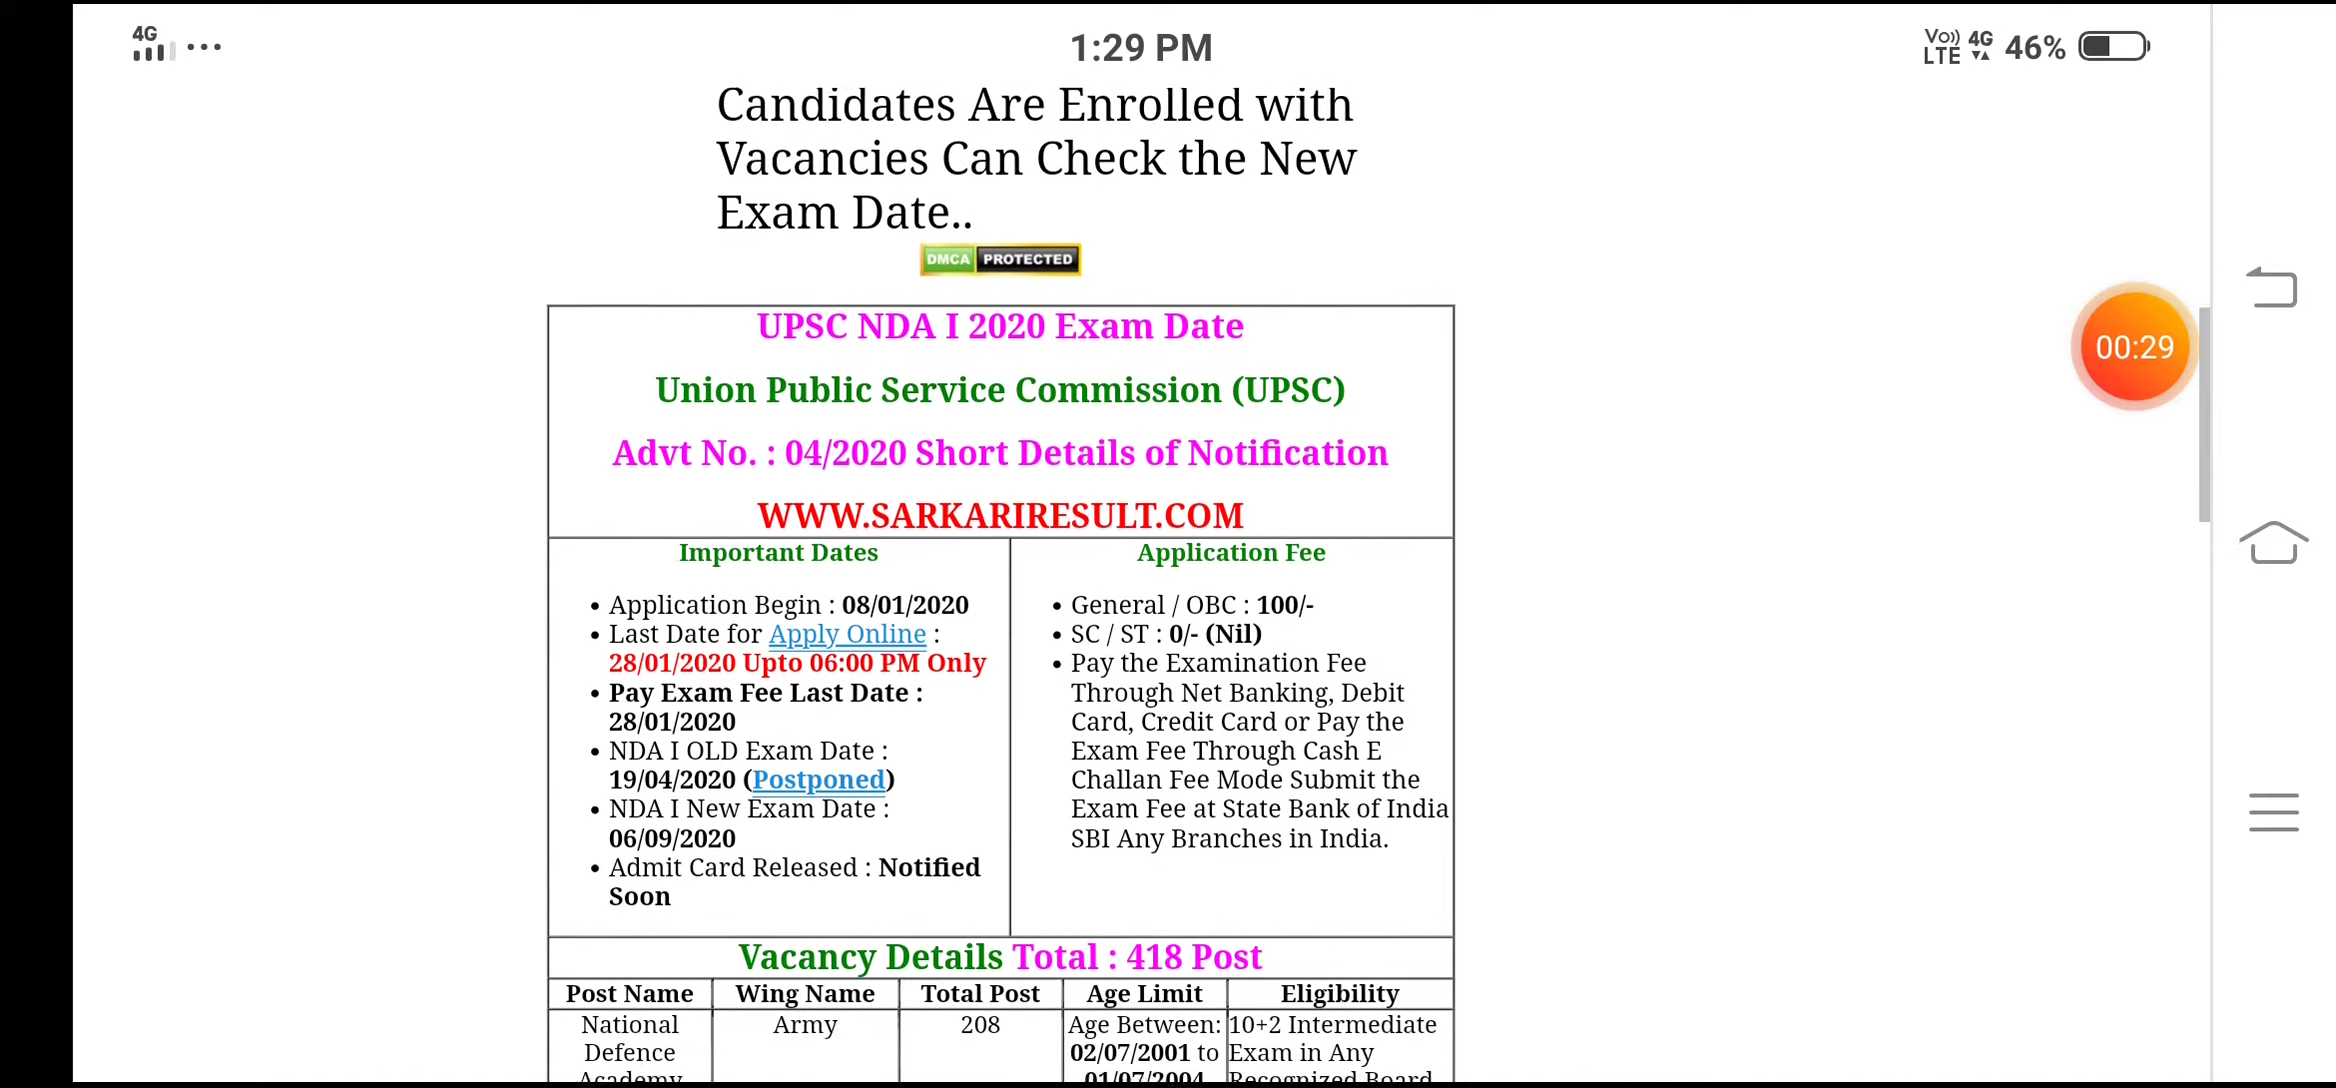 4G
1:29 PM
Vo)) 4G 46%
LTE
Candidates Are Enrolled with
Vacancies Can Check the New
Exam Date..
DMCA PROTECTED
00:29
UPSC NDA I 2020 Exam Date
Union Public Service Commission (UPSC)
Advt No. : 04/2020 Short Details of Notification
WWW.SARKARIRESULT.COM
Important Dates
Application Begin : 08/01/2020
Last Date for Apply Online :
28/01/2020 Upto 06:00 PM Only
Pay Exam Fee Last Date :
28/01/2020
NDA I OLD Exam Date :
19/04/2020 (Postponed)
NDA I New Exam Date :
06/09/2020
Admit Card Released : Notified
Soon
Application Fee
General / OBC : 100/-
SC / ST : 0/- (Nil)
Pay the Examination Fee
Through Net Banking, Debit
Card, Credit Card or Pay the
Exam Fee Through Cash E
Challan Fee Mode Submit the
Exam Fee at State Bank of India
SBI Any Branches in India.
Vacancy Details Total : 418 Post
Post Name Wing Name Total Post Age Limit Eligibility
National Army 208 Age Between: 10+2 Intermediate
Defence 02/07/2001 to Exam in Any
Academy 01/07/2004 Recognized Board